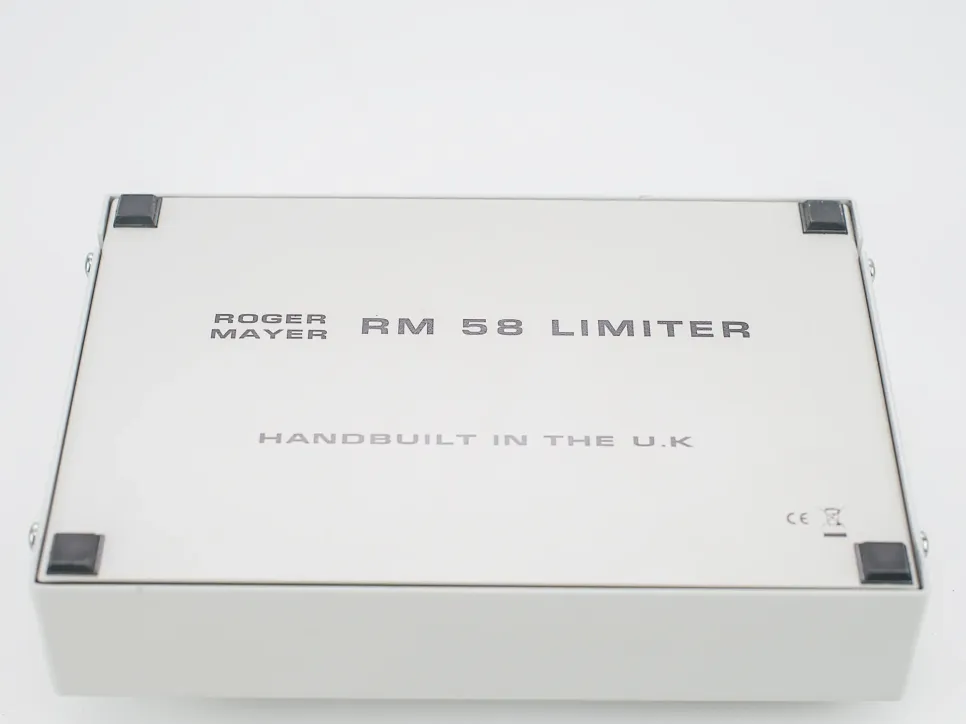 ROGER
MAYER
RM 58 LIMITER
HANDBUILT IN THE U.K
CE